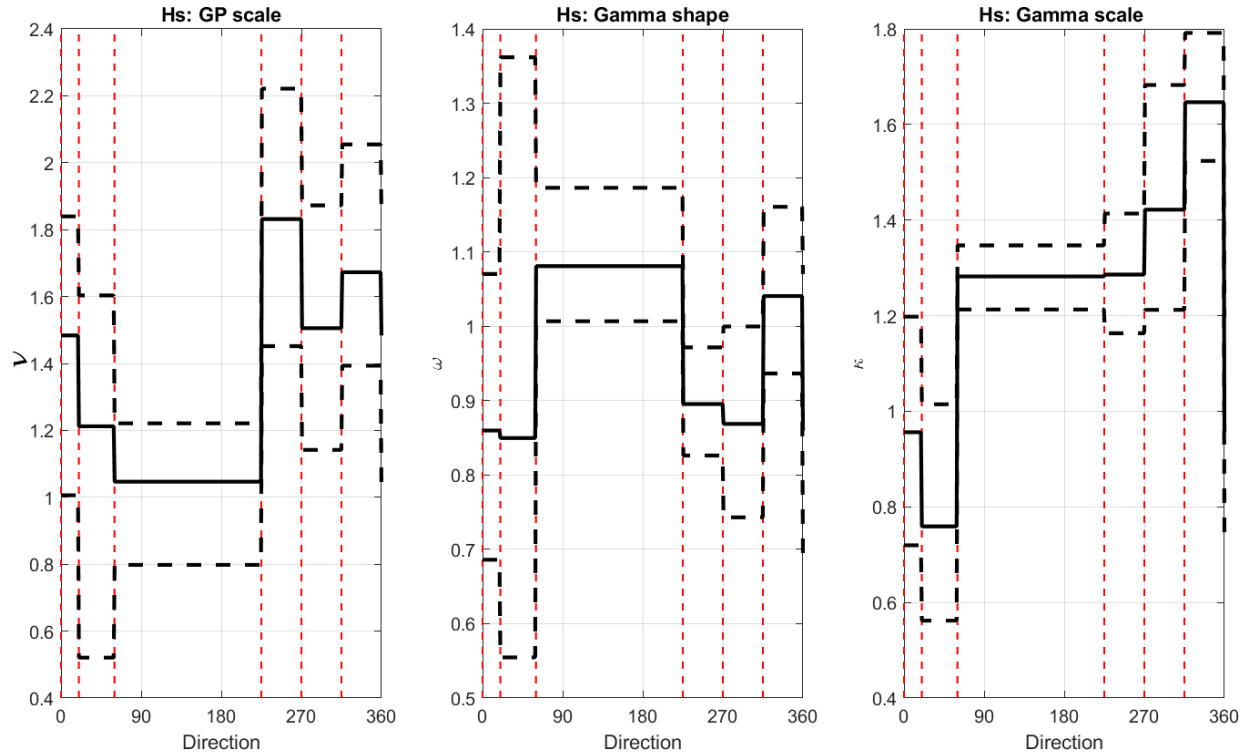 Hs: GP scale
2.4
2.2
2
1.8
1.6
1.4
1.2
1
0.8
0.6
0.4
ν
0 90 180 270 360
Direction
Hs: Gamma shape
1.4
1.3
1.2
1.1
1
0.9
0.8
0.7
0.6
0.5
ω
0 90 180 270 360
Direction
Hs: Gamma scale
1.8
1.6
1.4
1.2
1
0.8
0.6
0.4
κ
0 90 180 270 360
Direction